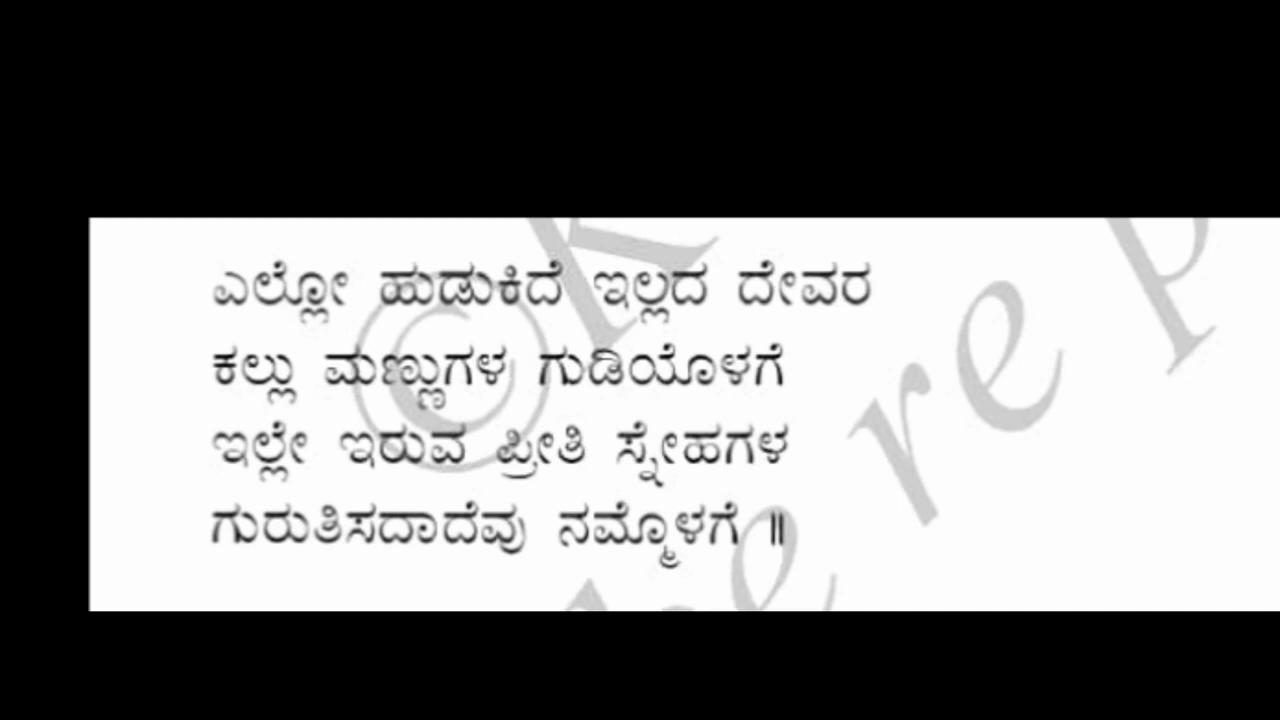 ಎಲ್ಲೋ ಹುಡುಕಿದೆ ಇಲ್ಲದ ದೇವರ
ಕಲ್ಲು ಮಣ್ಣುಗಳ ಗುಡಿಯೊಳಗೆ
ಇಲ್ಲೇ ಇರುವ ಪ್ರೀತಿ ಸ್ನೇಹಗಳ
ಗುರುತಿಸದಾದೆವು ನಮ್ಮೊಳಗೆ ॥